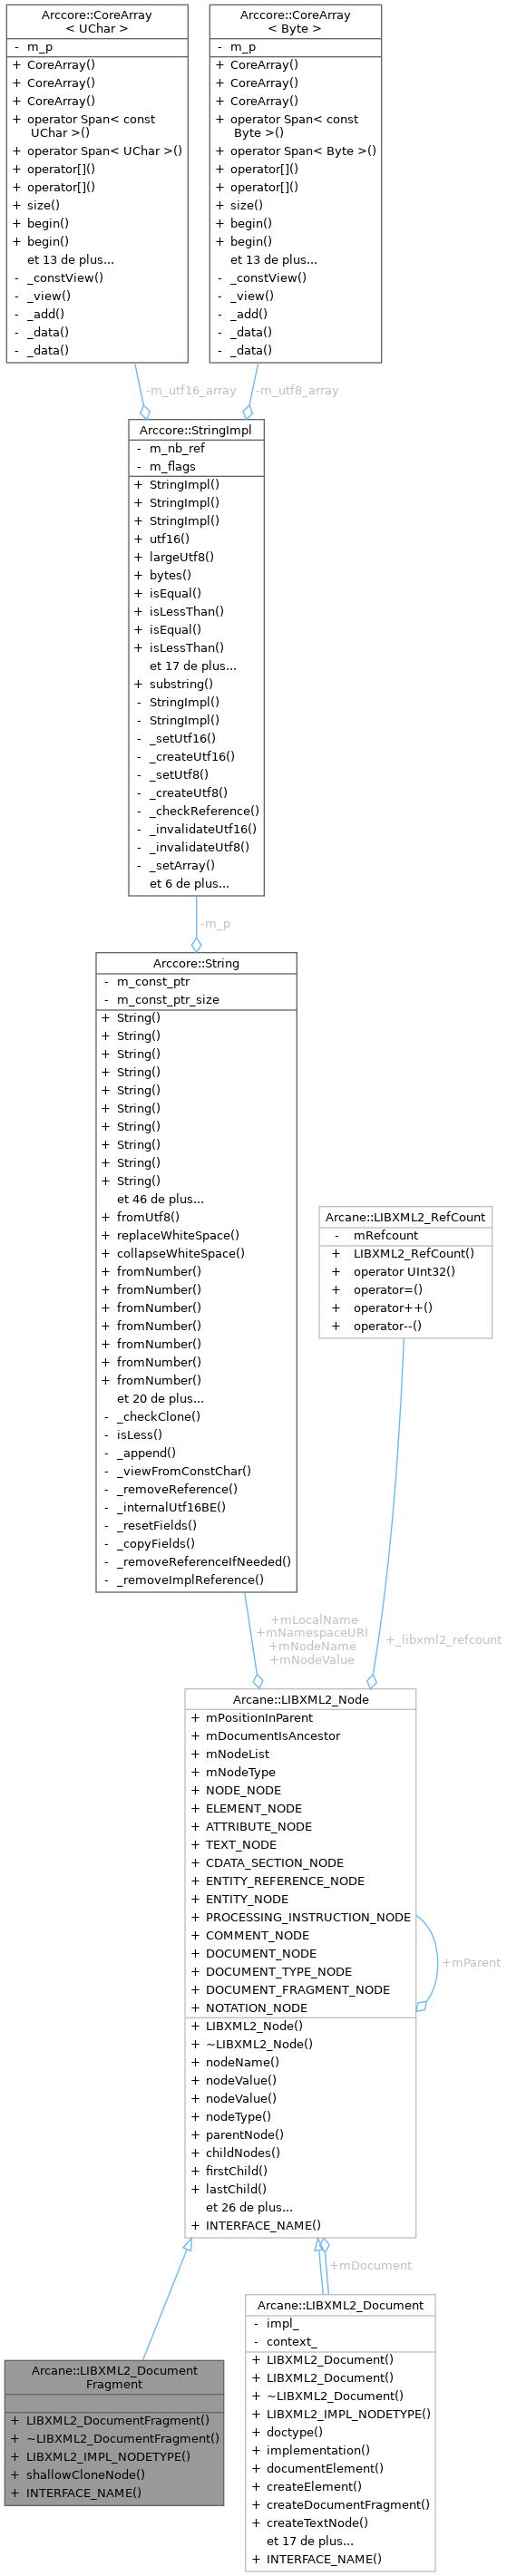 Arccore::CoreArray
< UChar >
- m_p
+ CoreArray()
+ CoreArray()
+ CoreArray()
+ operator Span< const
UChar >()
+ operator Span< UChar >()
+ operator[]()
+ operator[]()
+ size()
+ begin()
+ begin()
et 13 de plus...
- _constView()
- _view()
- _add()
- _data()
- _data()
Arccore::CoreArray
< Byte >
- m_p
+ CoreArray()
+ CoreArray()
+ CoreArray()
+ operator Span< const
Byte >()
+ operator Span< Byte >()
+ operator[]()
+ operator[]()
+ size()
+ begin()
+ begin()
et 13 de plus...
- _constView()
- _view()
- _add()
- _data()
- _data()
-m_utf16_array
-m_utf8_array
Arccore::StringImpl
- m_nb_ref
- m_flags
+ StringImpl()
+ StringImpl()
+ StringImpl()
+ utf16()
+ largeUtf8()
+ bytes()
+ isEqual()
+ isLessThan()
+ isEqual()
+ isLessThan()
et 17 de plus...
+ substring()
- StringImpl()
- StringImpl()
- _setUtf16()
- _createUtf16()
- _setUtf8()
- _createUtf8()
- _checkReference()
- _invalidateUtf16()
- _invalidateUtf8()
- _setArray()
et 6 de plus...
-m_p
Arccore::String
- m_const_ptr
- m_const_ptr_size
+ String()
+ String()
+ String()
+ String()
+ String()
+ String()
+ String()
+ String()
+ String()
+ String()
et 46 de plus...
+ fromUtf8()
+ replaceWhiteSpace()
+ collapseWhiteSpace()
+ fromNumber()
+ fromNumber()
+ fromNumber()
+ fromNumber()
+ fromNumber()
+ fromNumber()
+ fromNumber()
et 20 de plus...
- _checkClone()
- isLess()
- _append()
- _viewFromConstChar()
- _removeReference()
- _internalUtf16BE()
- _resetFields()
- _copyFields()
- _removeReferenceIfNeeded()
- _removeImplReference()
Arcane::LIBXML2_RefCount
- mRefcount
+ LIBXML2_RefCount()
+ operator UInt32()
+ operator=()
+ operator++()
+ operator--()
+mLocalName
+mNamespaceURI
+mNodeName
+mNodeValue
+_libxml2_refcount
Arcane::LIBXML2_Node
+ mPositionInParent
+ mDocumentIsAncestor
+ mNodeList
+ mNodeType
+ NODE_NODE
+ ELEMENT_NODE
+ ATTRIBUTE_NODE
+ TEXT_NODE
+ CDATA_SECTION_NODE
+ ENTITY_REFERENCE_NODE
+ ENTITY_NODE
+ PROCESSING_INSTRUCTION_NODE
+ COMMENT_NODE
+ DOCUMENT_NODE
+ DOCUMENT_TYPE_NODE
+ DOCUMENT_FRAGMENT_NODE
+ NOTATION_NODE
+ LIBXML2_Node()
+ ~LIBXML2_Node()
+ nodeName()
+ nodeValue()
+ nodeValue()
+ nodeType()
+ parentNode()
+ childNodes()
+ firstChild()
+ lastChild()
et 26 de plus...
+ INTERFACE_NAME()
+mParent
+mDocument
Arcane::LIBXML2_Document
Fragment
+ LIBXML2_DocumentFragment()
+ ~LIBXML2_DocumentFragment()
+ LIBXML2_IMPL_NODETYPE()
+ shallowCloneNode()
+ INTERFACE_NAME()
Arcane::LIBXML2_Document
- impl_
- context_
+ LIBXML2_Document()
+ LIBXML2_Document()
+ ~LIBXML2_Document()
+ LIBXML2_IMPL_NODETYPE()
+ doctype()
+ implementation()
+ documentElement()
+ createElement()
+ createDocumentFragment()
+ createTextNode()
et 17 de plus...
+ INTERFACE_NAME()